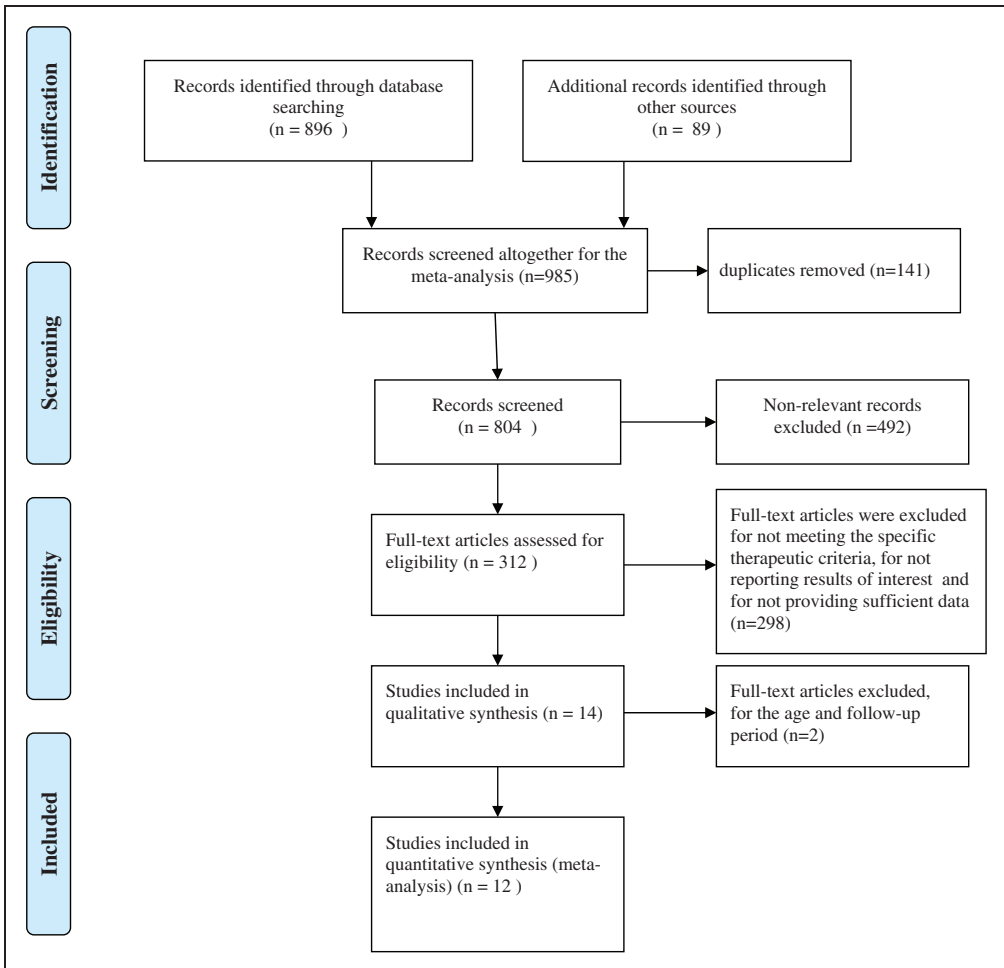 Identification
Records identified through database
searching
(n = 896 )
Additional records identified through
other sources
(n = 89 )
Records screened altogether for the
meta-analysis (n=985)
duplicates removed (n=141)
Screening
Records screened
(n = 804 )
Non-relevant records
excluded (n =492)
Eligibility
Full-text articles assessed for
eligibility (n = 312 )
Full-text articles were excluded
for not meeting the specific
therapeutic criteria, for not
reporting results of interest and
for not providing sufficient data
(n=298)
Studies included in
qualitative synthesis (n = 14)
Full-text articles excluded,
for the age and follow-up
period (n=2)
Included
Studies included in
quantitative synthesis (meta-
analysis) (n = 12 )